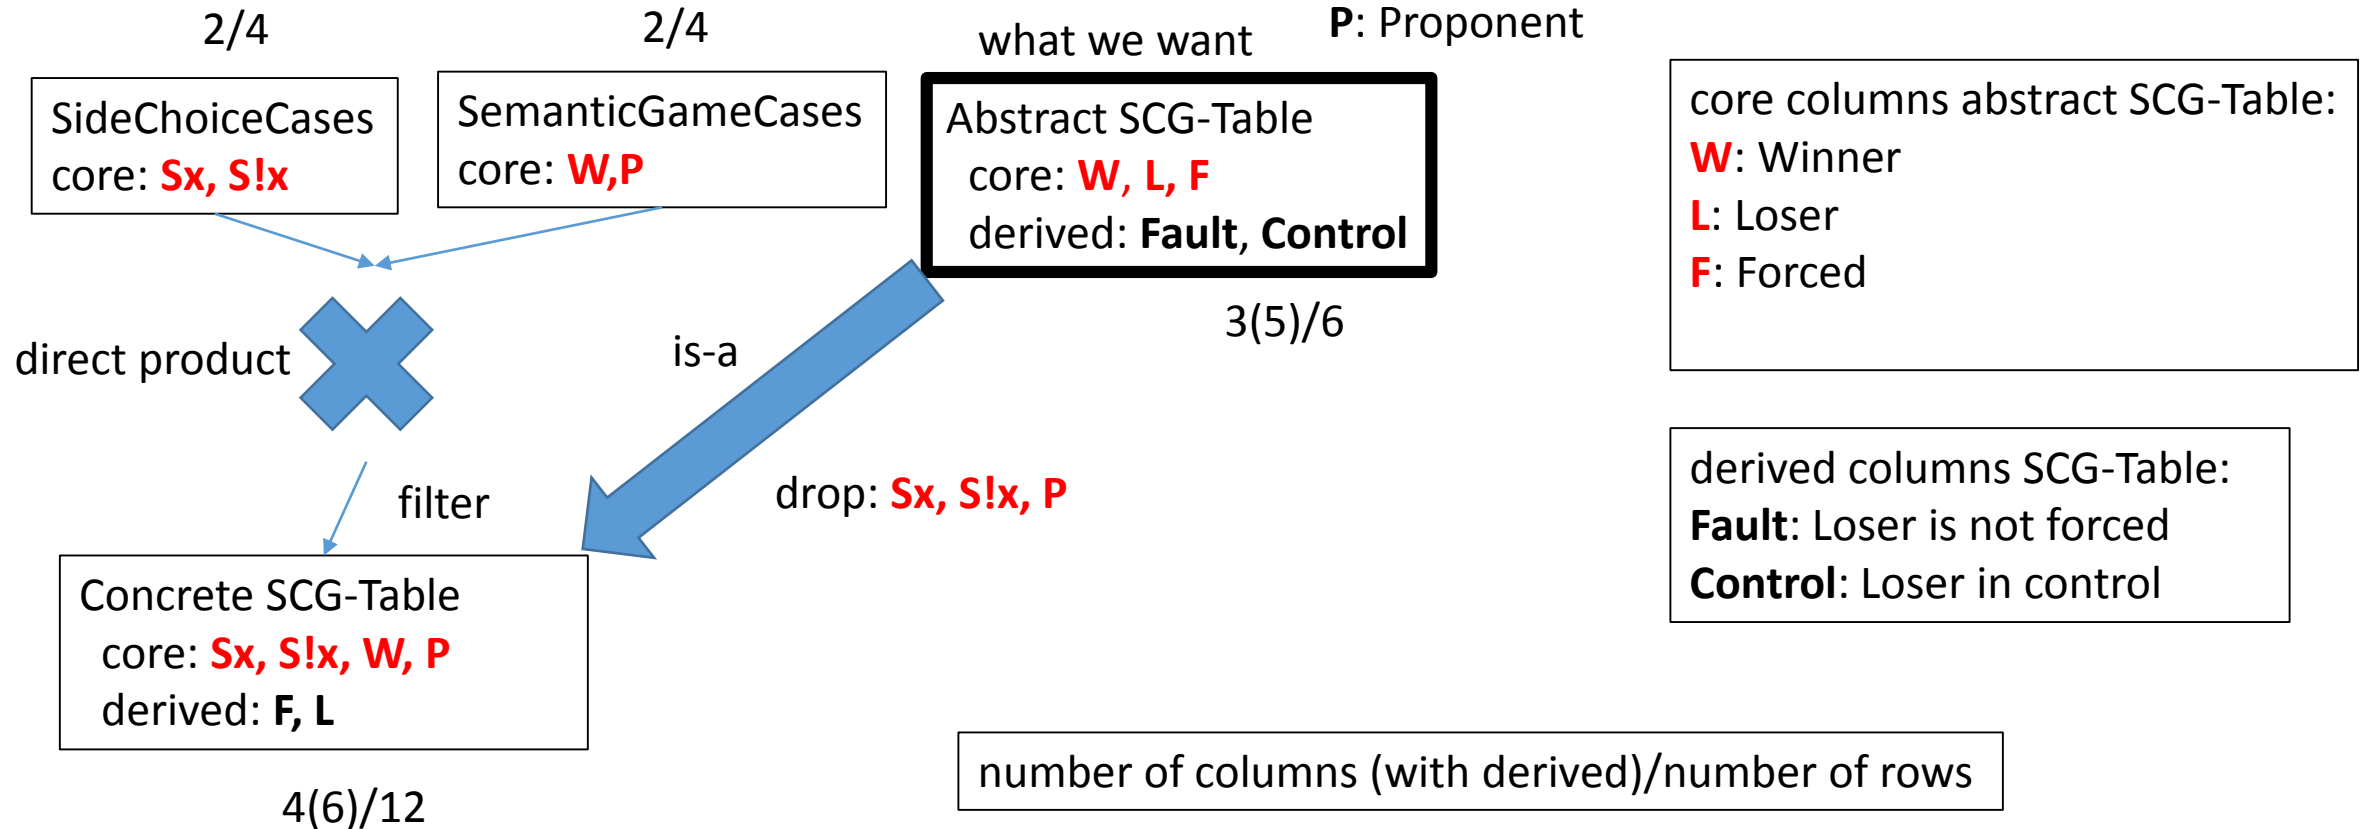 2/4
2/4
what we want
P: Proponent
SideChoiceCases
core: Sx, S!x
SemanticGameCases
core: W,P
Abstract SCG-Table
core: W, L, F
derived: Fault, Control
3(5)/6
core columns abstract SCG-Table:
W: Winner
L: Loser
F: Forced
direct product
is-a
filter
drop: Sx, S!x, P
derived columns SCG-Table:
Fault: Loser is not forced
Control: Loser in control
Concrete SCG-Table
core: Sx, S!x, W, P
derived: F, L
4(6)/12
number of columns (with derived)/number of rows